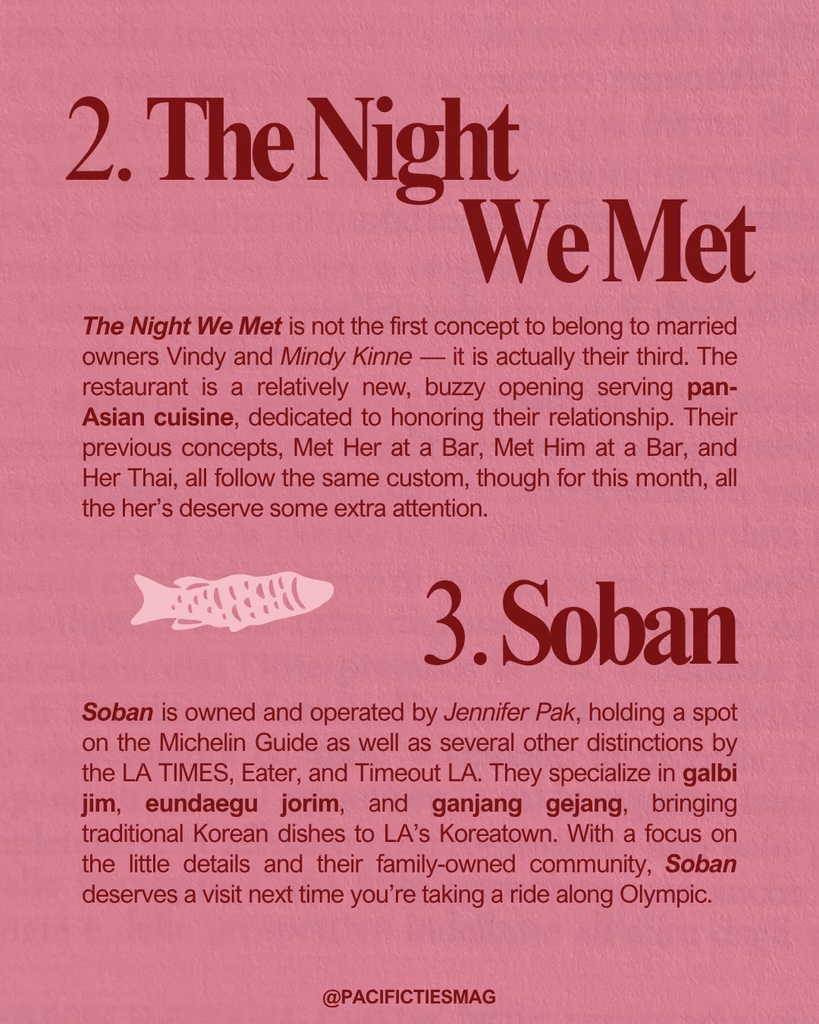 2. The Night
We Met
The Night We Met is not the first concept to belong to married
owners Vindy and Mindy Kinne — it is actually their third. The
restaurant is a relatively new, buzzy opening serving pan-
Asian cuisine, dedicated to honoring their relationship. Their
previous concepts, Met Her at a Bar, Met Him at a Bar, and
Her Thai, all follow the same custom, though for this month, all
the her’s deserve some extra attention.
3. Soban
Soban is owned and operated by Jennifer Pak, holding a spot
on the Michelin Guide as well as several other distinctions by
the LA TIMES, Eater, and Timeout LA. They specialize in galbi
jim, eundaegu jorim, and ganjang gejang, bringing
traditional Korean dishes to LA’s Koreatown. With a focus on
the little details and their family-owned community, Soban
deserves a visit next time you’re taking a ride along Olympic.
@PACIFICTIESMAG